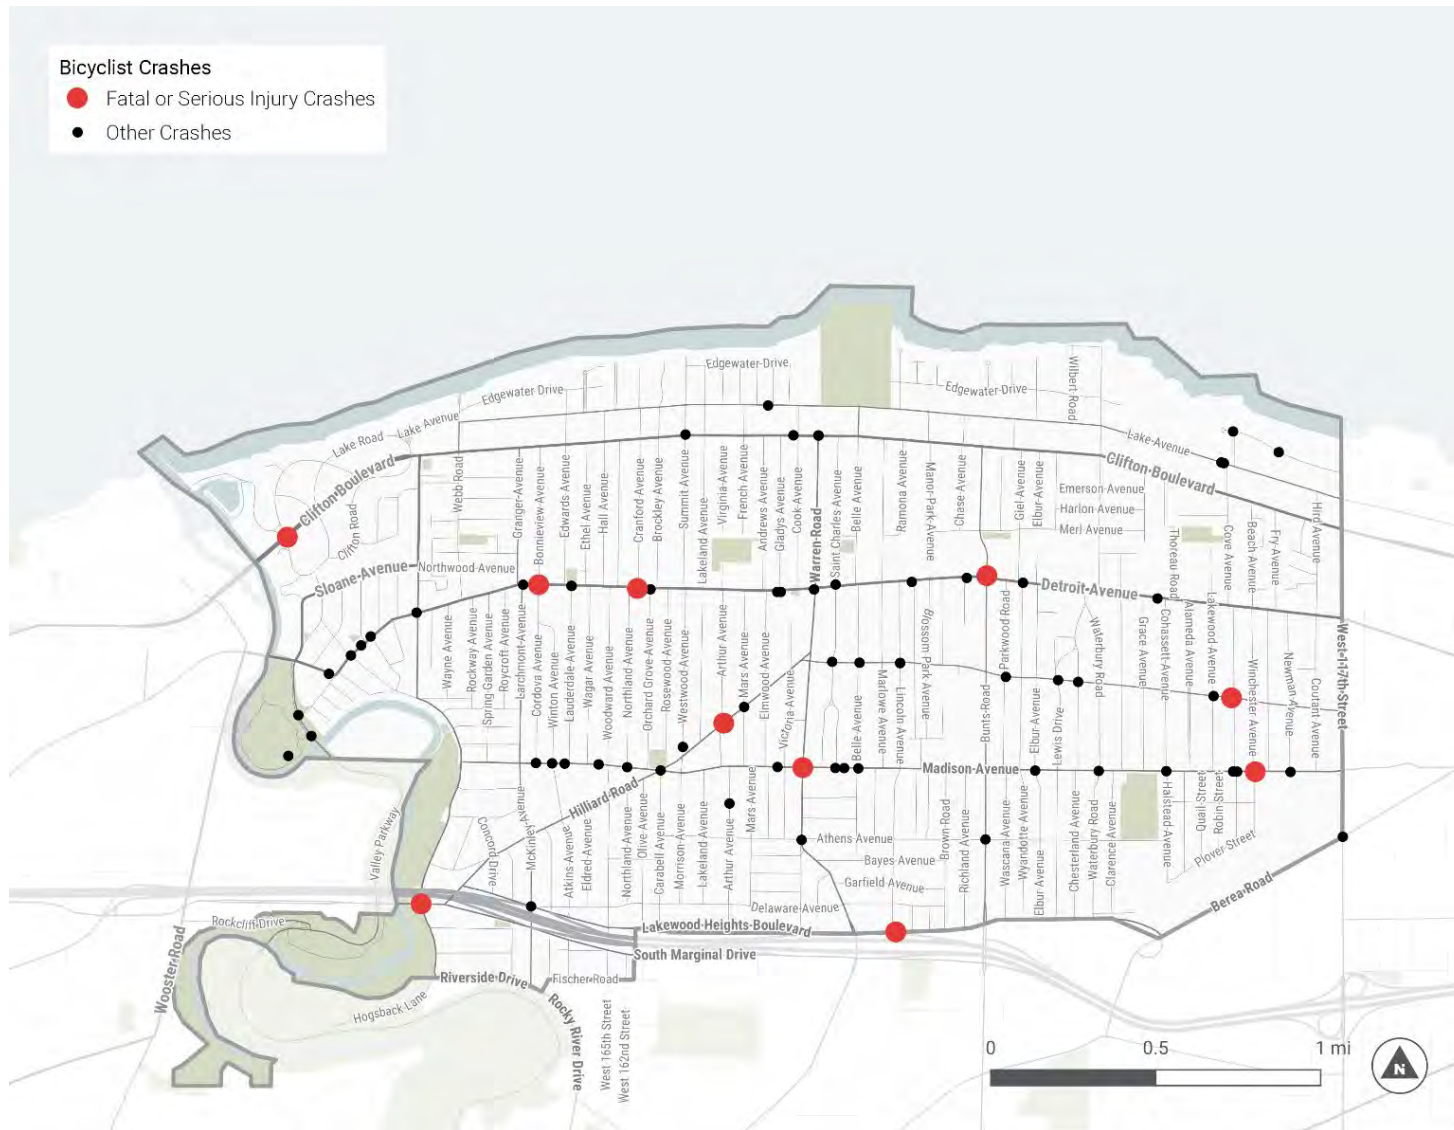 Bicyclist Crashes
Fatal or Serious Injury Crashes
Other Crashes
Edgewater Drive
Edgewater Drive
Edgewater Drive
Wilbert Road
Lake Road
Lake Avenue
Lake Avenue
Clifton Boulevard
Clifton Boulevard
Clifton Road
Webb Road
Granger Avenue
Bonnieview Avenue
Edwards Avenue
Ethel Avenue
Hall Avenue
Cranford Avenue
Brockley Avenue
Summit Avenue
Lakeland Avenue
Virginia Avenue
French Avenue
Andrews Avenue
Gladys Avenue
Cook Avenue
Warren Road
Saint Charles Avenue
Belle Avenue
Ramona Avenue
Manor Park Avenue
Chase Avenue
Giel Avenue
Elbur Avenue
Emerson Avenue
Harlon Avenue
Merl Avenue
Thoreau Road
Cove Avenue
Beach Avenue
Fry Avenue
Hird Avenue
Sloane Avenue
Northwood Avenue
Detroit Avenue
Wayne Avenue
Rockway Avenue
Spring Garden Avenue
Roycroft Avenue
Larchmont Avenue
Cordova Avenue
Winton Avenue
Lauderdale Avenue
Wagar Avenue
Woodward Avenue
Northland Avenue
Orchard Grove Avenue
Rosewood Avenue
Westwood Avenue
Arthur Avenue
Mars Avenue
Elmwood Avenue
Victoria Avenue
Belle Avenue
Marlowe Avenue
Lincoln Avenue
Blossom Park Avenue
Bunts Road
Parkwood Road
Elbur Avenue
Lewis Drive
Waterbury Road
Grace Avenue
Cohassett Avenue
Alameda Avenue
Lakewood Avenue
Winchester Avenue
Newman Avenue
Coutant Avenue
West 117th Street
Madison Avenue
Hilliard Road
Valley Parkway
Concord Drive
McKinley Avenue
Atkins Avenue
Eldred Avenue
Northland Avenue
Olive Avenue
Carabell Avenue
Morrison Avenue
Lakeland Avenue
Arthur Avenue
Mars Avenue
Athens Avenue
Bayes Avenue
Garfield Avenue
Delaware Avenue
Brown Road
Richland Avenue
Wascana Avenue
Wyandotte Avenue
Elbur Avenue
Chesterland Avenue
Waterbury Road
Clarence Avenue
Halstead Avenue
Quail Street
Robin Street
Plover Street
Berea Road
Lakewood Heights Boulevard
South Marginal Drive
Rockcliff Drive
Wooster Road
Riverside Drive
Fischer Road
Hogsback Lane
Rocky River Drive
West 165th Street
West 162nd Street
0 0.5 1 mi
N